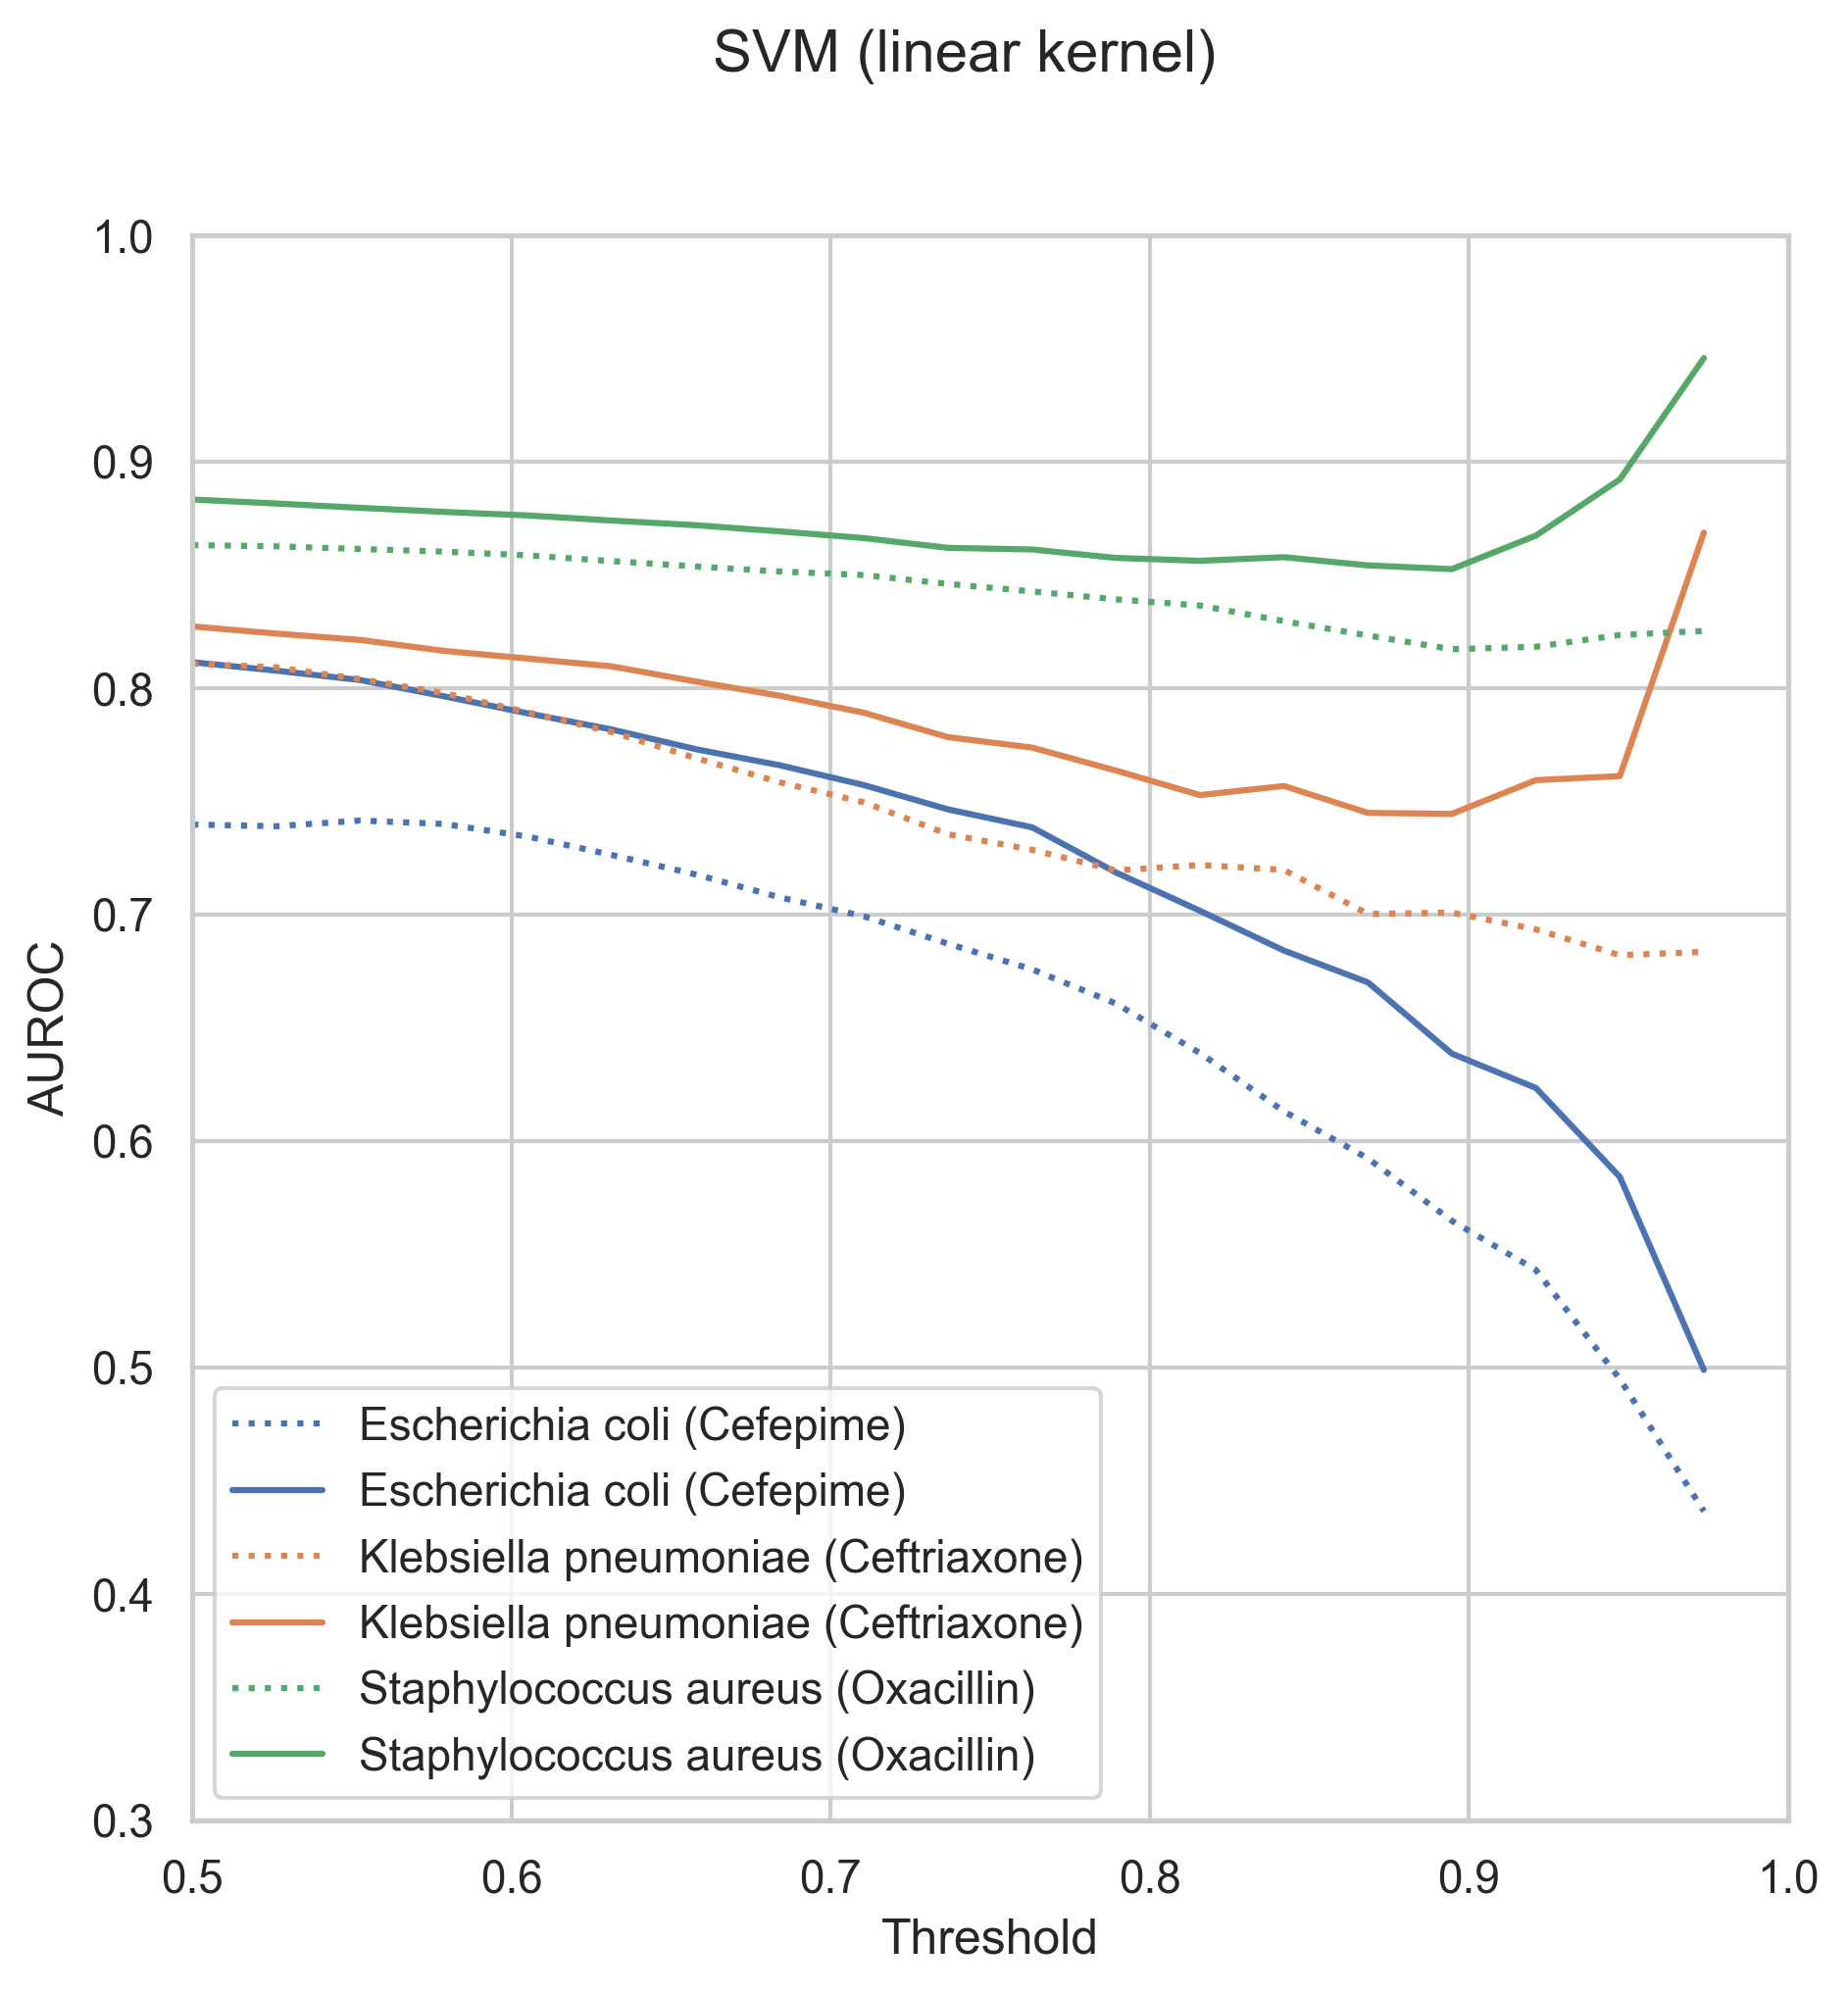 SVM (linear kernel)
1.0
0.9
0.8
0.7
0.6
0.5
0.4
0.3
AUROC
Escherichia coli (Cefepime)
Escherichia coli (Cefepime)
Klebsiella pneumoniae (Ceftriaxone)
Klebsiella pneumoniae (Ceftriaxone)
Staphylococcus aureus (Oxacillin)
Staphylococcus aureus (Oxacillin)
0.5 0.6 0.7 0.8 0.9 1.0
Threshold